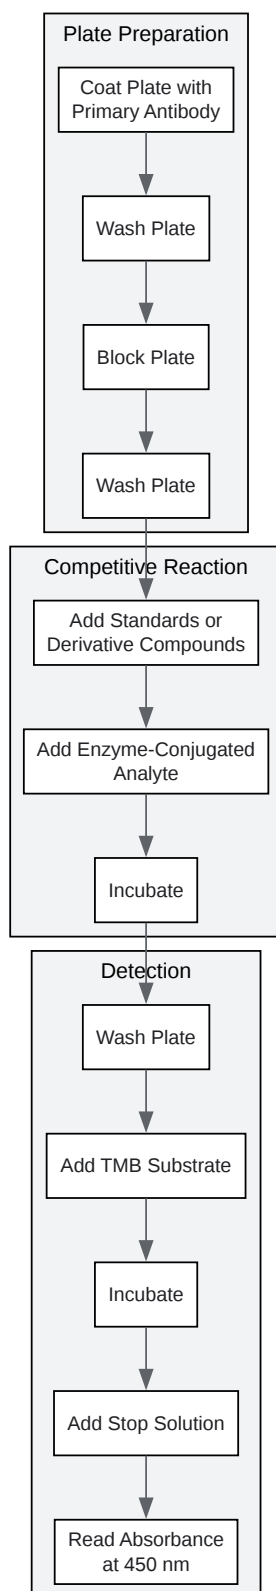 Plate Preparation
Coat Plate with
Primary Antibody
Wash Plate
Block Plate
Wash Plate
Competitive Reaction
Add Standards or
Derivative Compounds
Add Enzyme-Conjugated
Analyte
Incubate
Detection
Wash Plate
Add TMB Substrate
Incubate
Add Stop Solution
Read Absorbance
at 450 nm